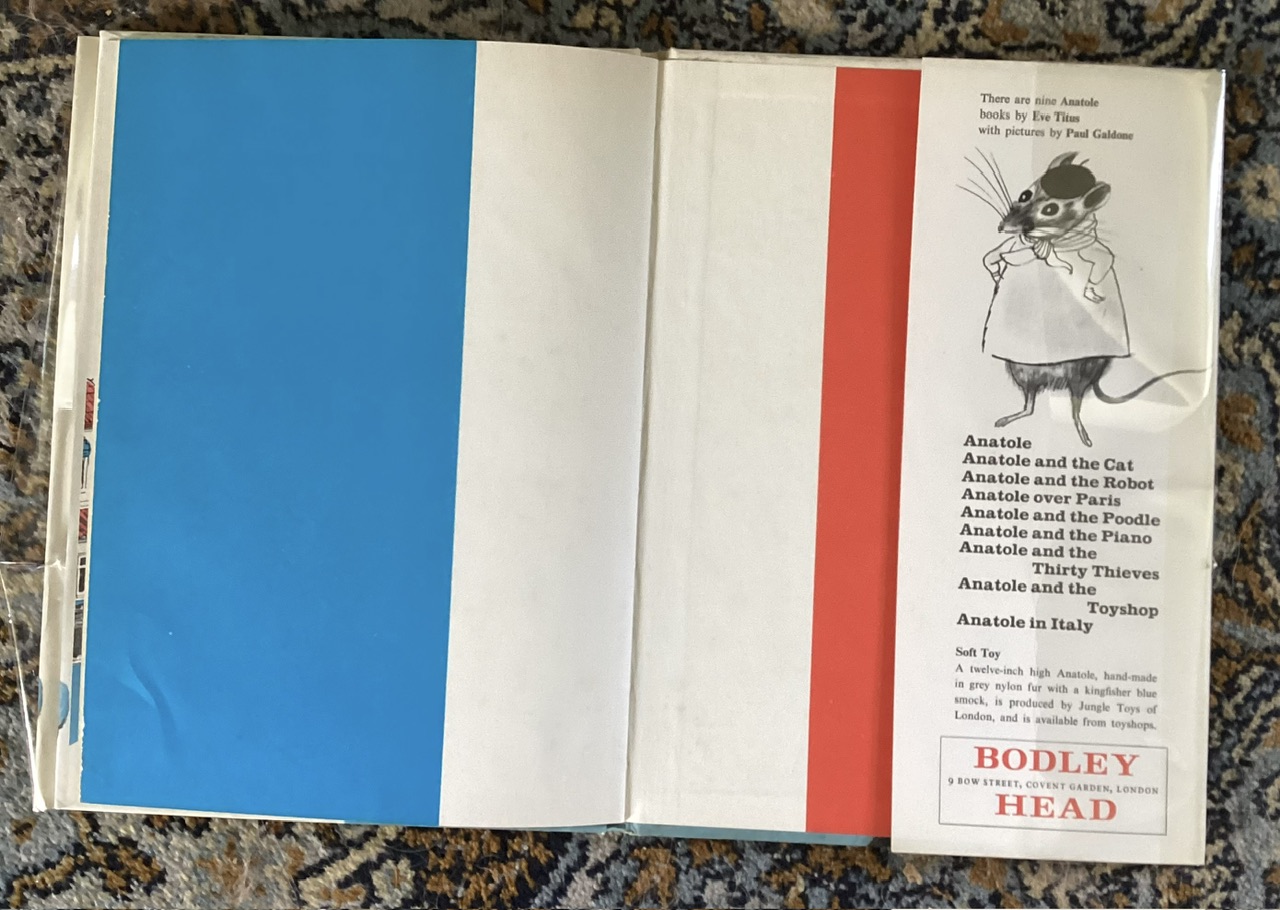 There are nine Anatole
books by Eve Titus
with pictures by Paul Galdone
Anatole
Anatole and the Cat
Anatole and the Robot
Anatole over Paris
Anatole and the Poodle
Anatole and the Piano
Anatole and the
Thirty Thieves
Anatole and the
Toyshop
Anatole in Italy
Soft Toy
A twelve-inch high Anatole, hand-made
in grey nylon fur with a kingfisher blue
smock, is produced by Jungle Toys of
London, and is available from toyshops.
BODLEY
9 BOW STREET, COVENT GARDEN, LONDON
HEAD